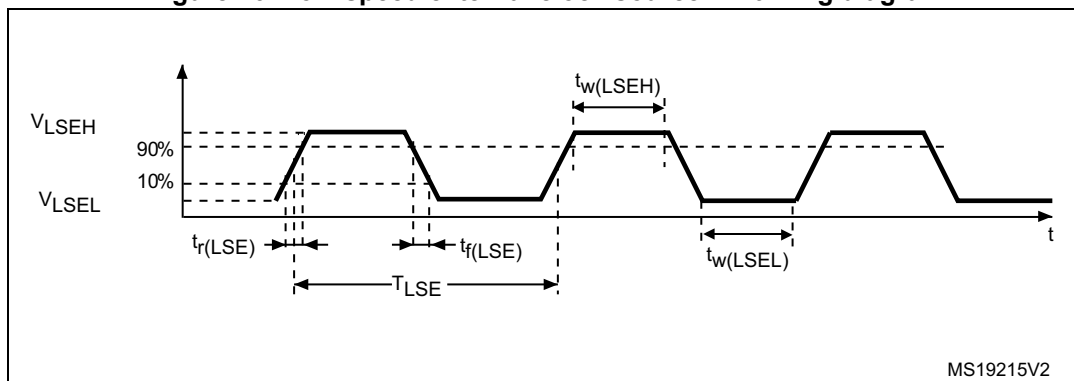 tw(LSEH)
VLSEH
90%
10%
VLSEL
tr(LSE)
tf(LSE)
t
tw(LSEL)
TLSE
MS19215V2